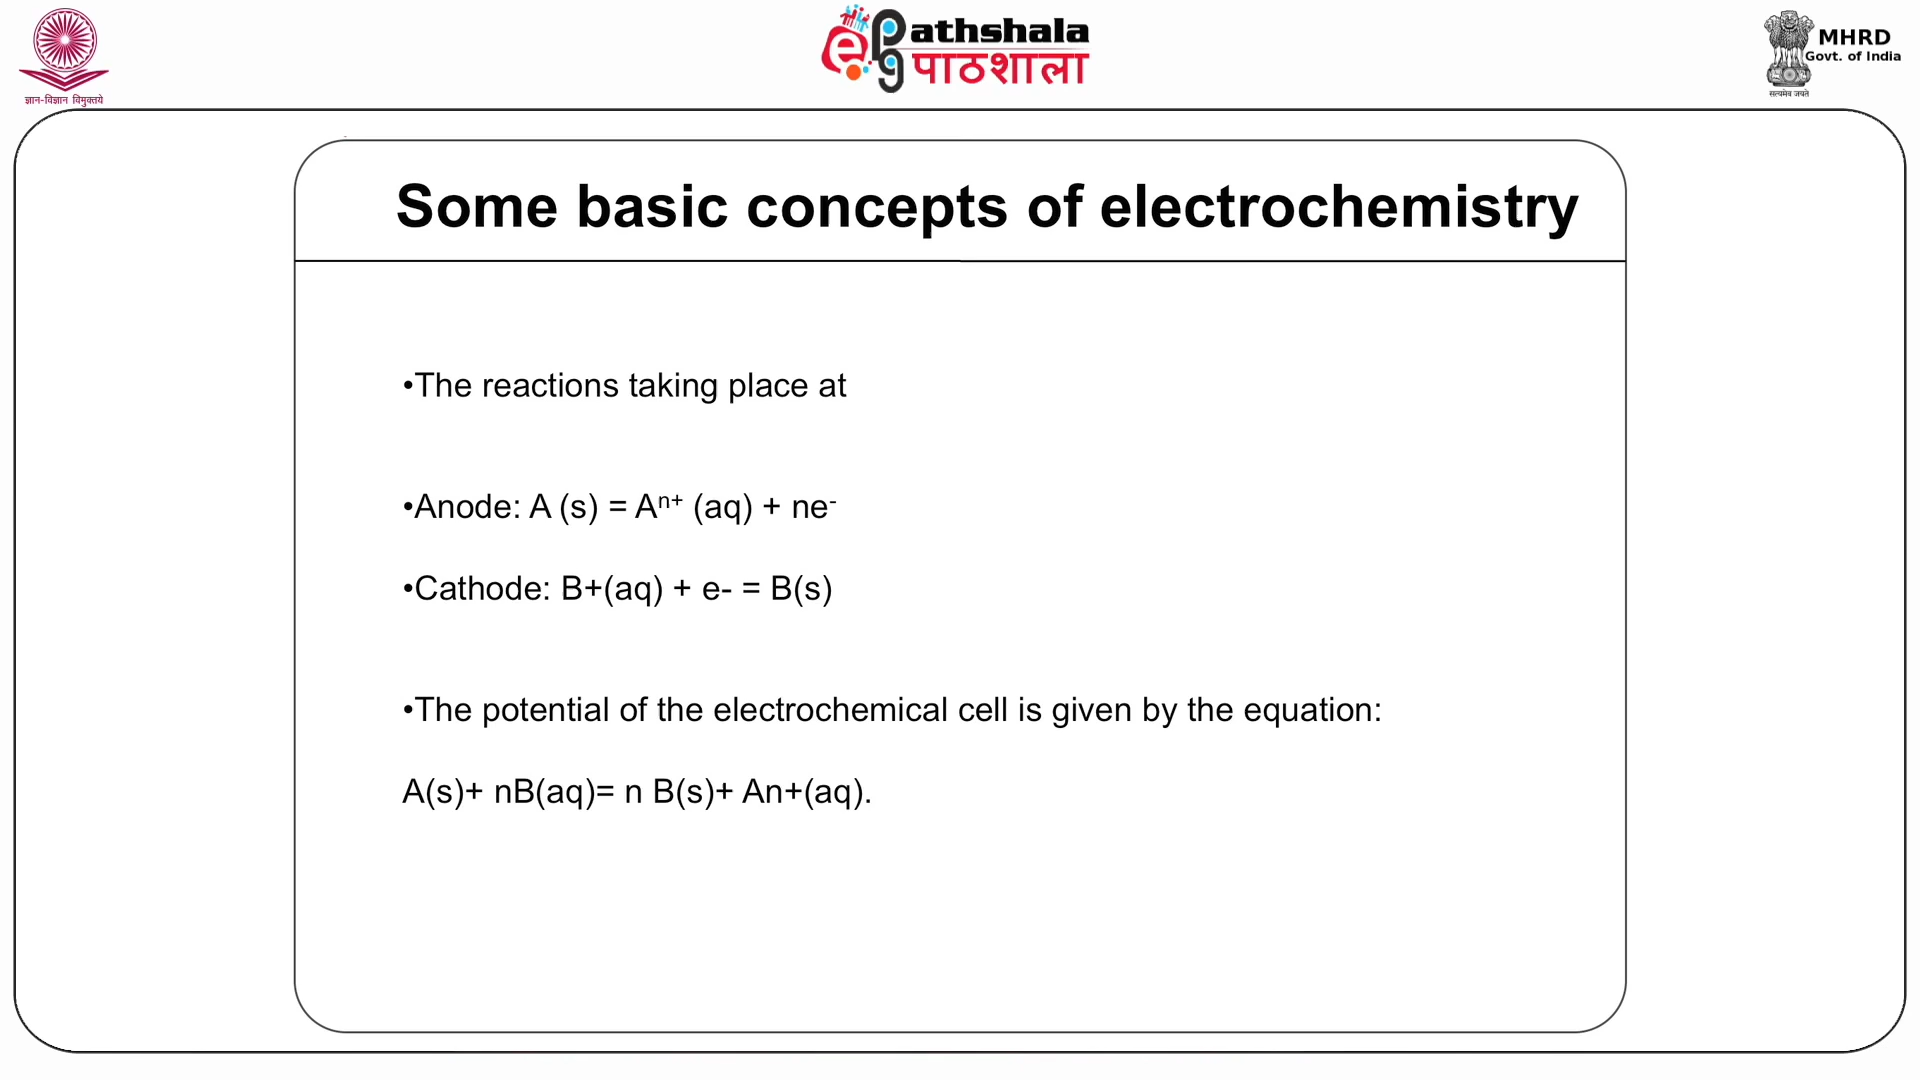 ज्ञान-विज्ञान विमुक्तये
e Pg Pathshala
पाठशाला
MHRD
Govt. of India
सत्यमेव जयते
Some basic concepts of electrochemistry
•The reactions taking place at
•Anode: A (s) = Aⁿ⁺ (aq) + ne⁻
•Cathode: B+(aq) + e- = B(s)
•The potential of the electrochemical cell is given by the equation:
A(s)+ nB(aq)= n B(s)+ An+(aq).